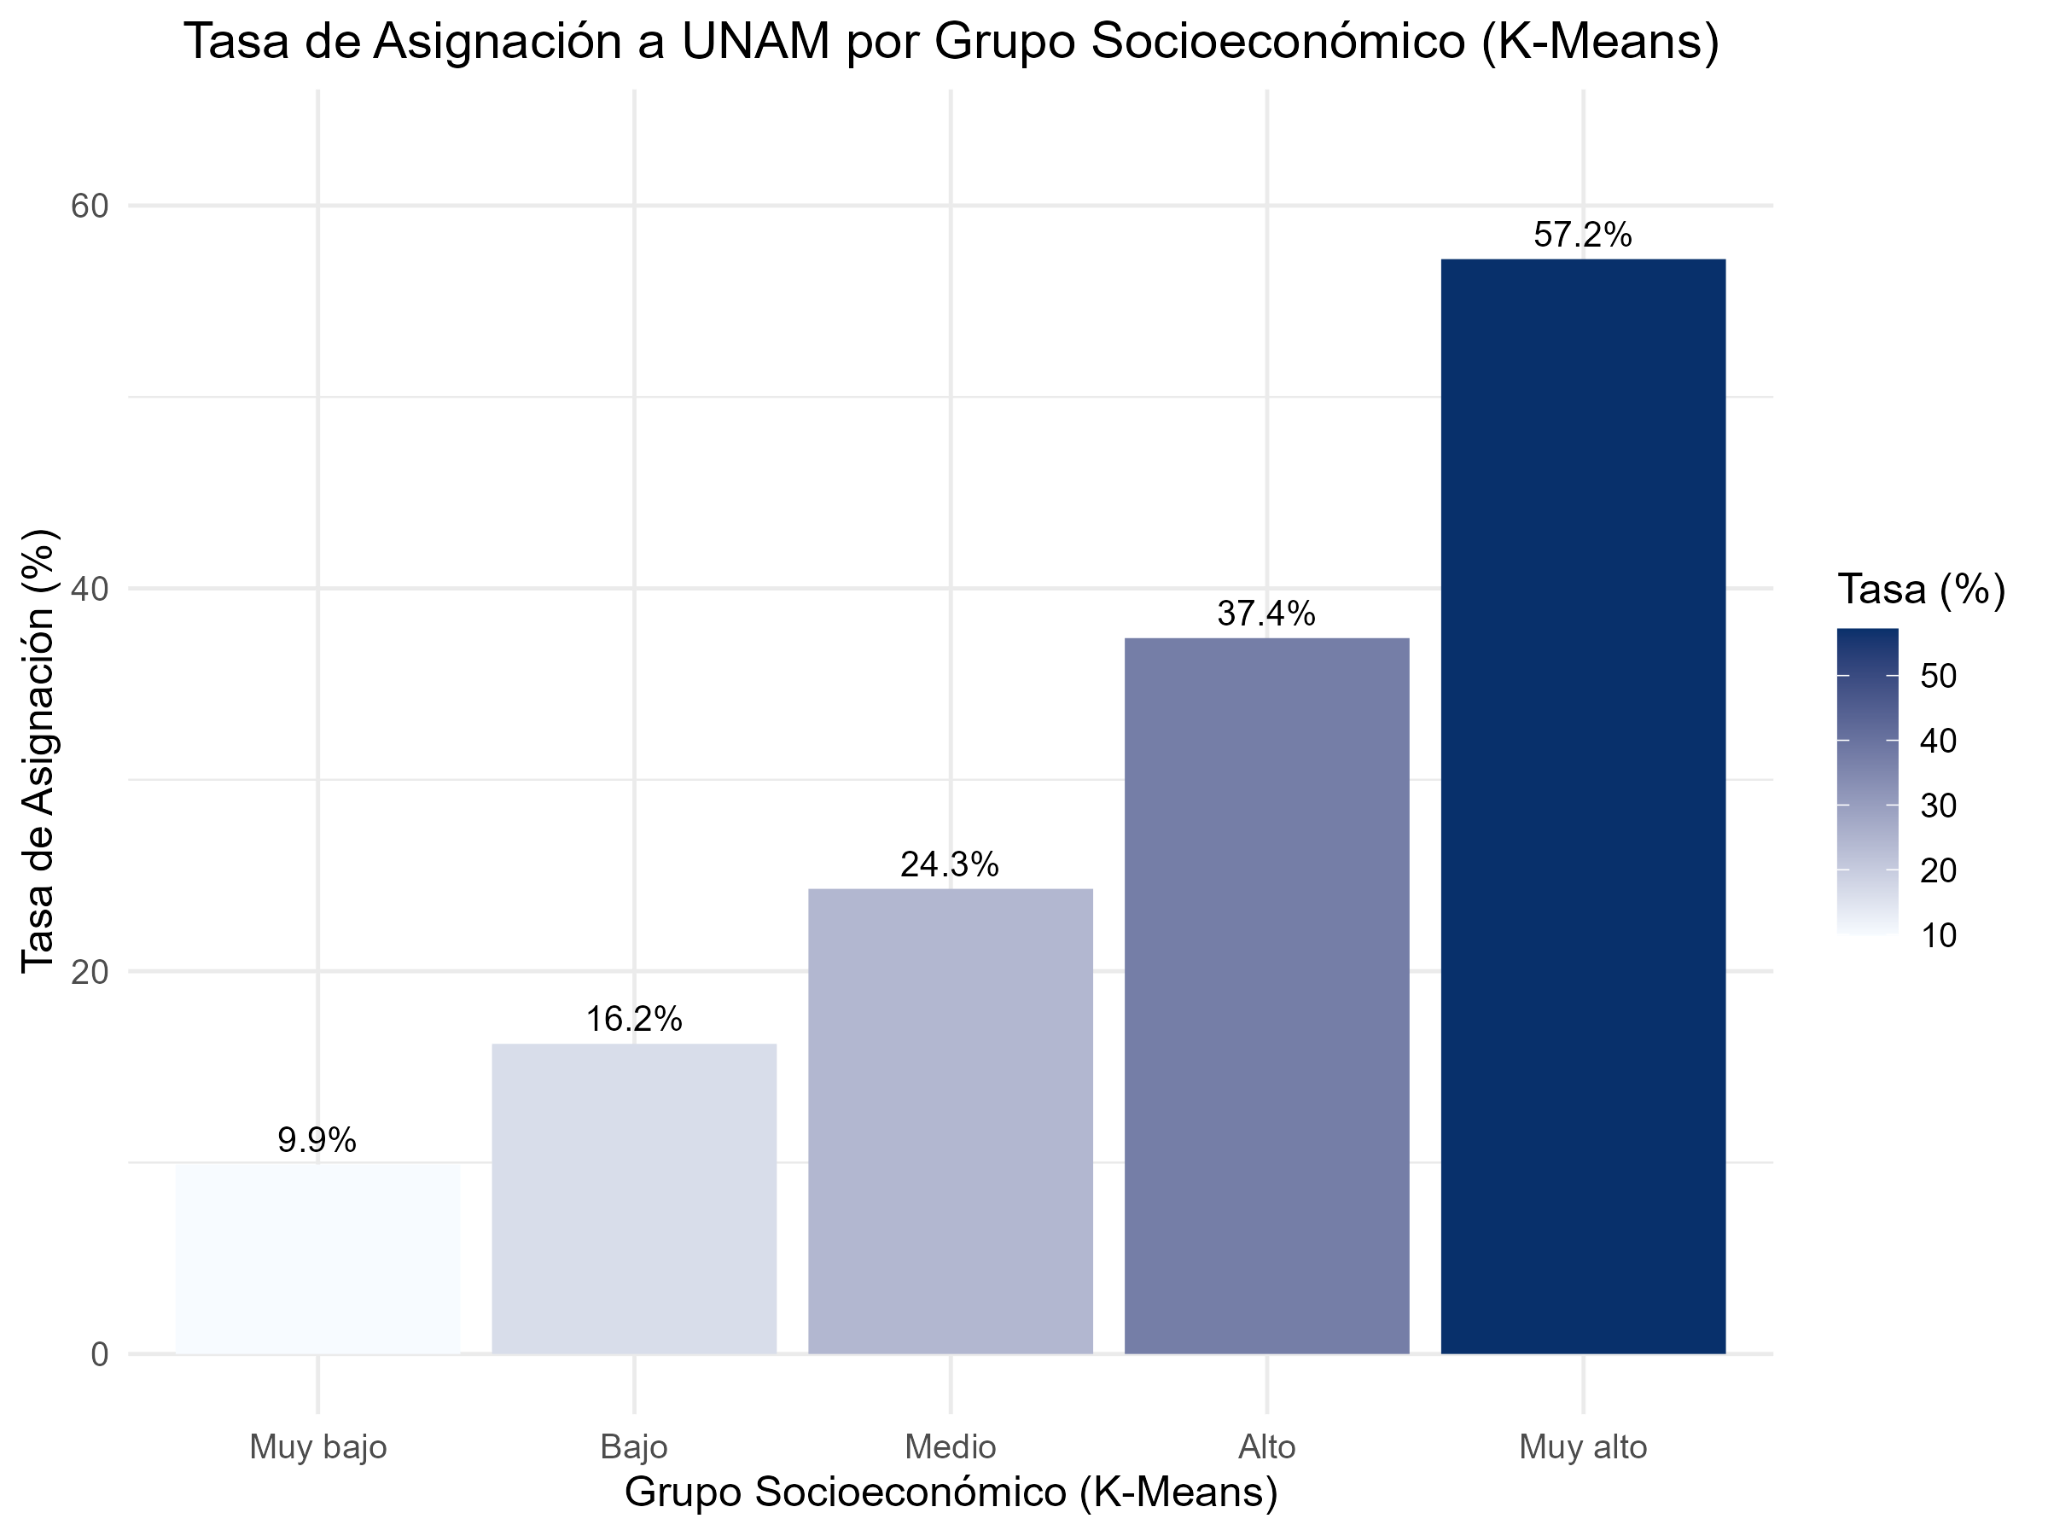 Tasa de Asignación a UNAM por Grupo Socioeconómico (K-Means)
Tasa de Asignación (%)
60
40
20
0
9.9%
16.2%
24.3%
37.4%
57.2%
Muy bajo
Bajo
Medio
Alto
Muy alto
Grupo Socioeconómico (K-Means)
Tasa (%)
50
40
30
20
10